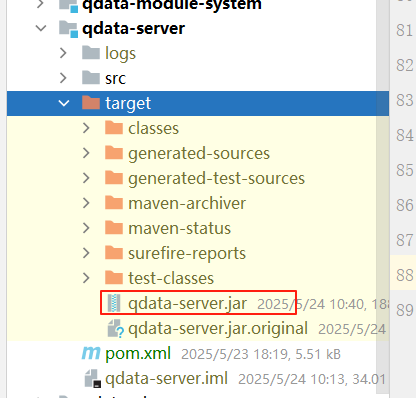 qdata-module-system
81
qdata-server
82
logs
src
83
target
classes
84
generated-sources
85
generated-test-sources
maven-archiver
86
maven-status
surefire-reports
87
test-classes
88
qdata-server.jar 2025/5/24 10:40, 188
89
qdata-server.jar.original 2025/5/24
pom.xml 2025/5/23 18:19, 5.51 kB
qdata-server.iml 2025/5/24 10:13, 34.01